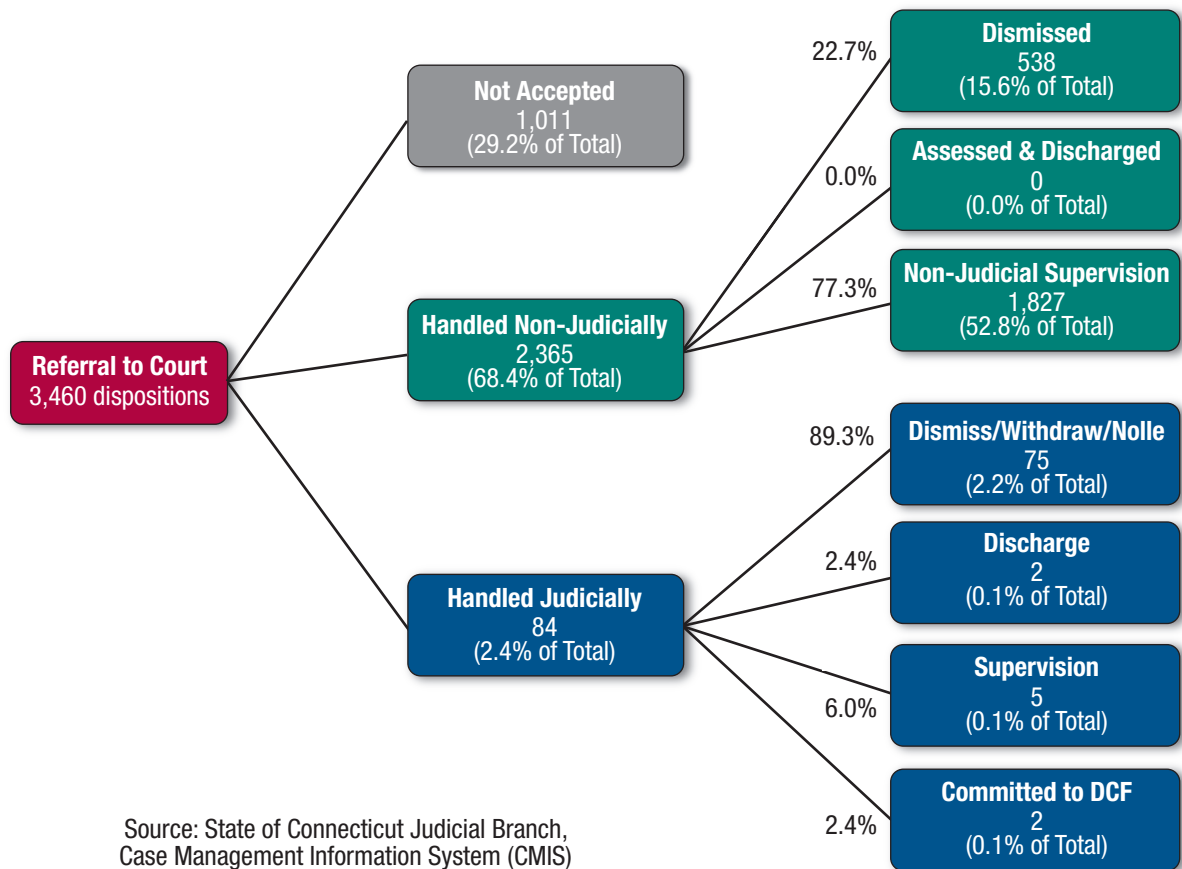 Referral to Court
3,460 dispositions
Not Accepted
1,011
(29.2% of Total)
Handled Non-Judicially
2,365
(68.4% of Total)
Handled Judicially
84
(2.4% of Total)
22.7%
Dismissed
538
(15.6% of Total)
0.0%
Assessed & Discharged
0
(0.0% of Total)
77.3%
Non-Judicial Supervision
1,827
(52.8% of Total)
89.3%
Dismiss/Withdraw/Nolle
75
(2.2% of Total)
2.4%
Discharge
2
(0.1% of Total)
6.0%
Supervision
5
(0.1% of Total)
2.4%
Committed to DCF
2
(0.1% of Total)
Source: State of Connecticut Judicial Branch,
Case Management Information System (CMIS)